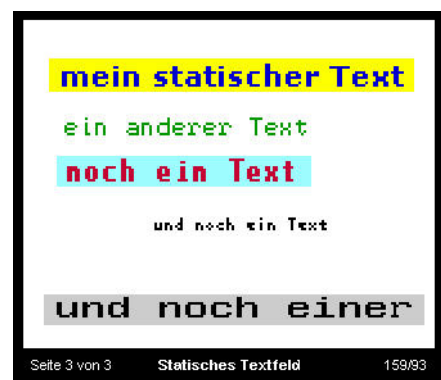 mein statischer Text
ein anderer Text
noch ein Text
und noch ein Text
und noch einer
Seite 3 von 3 Statisches Textfeld 159/93